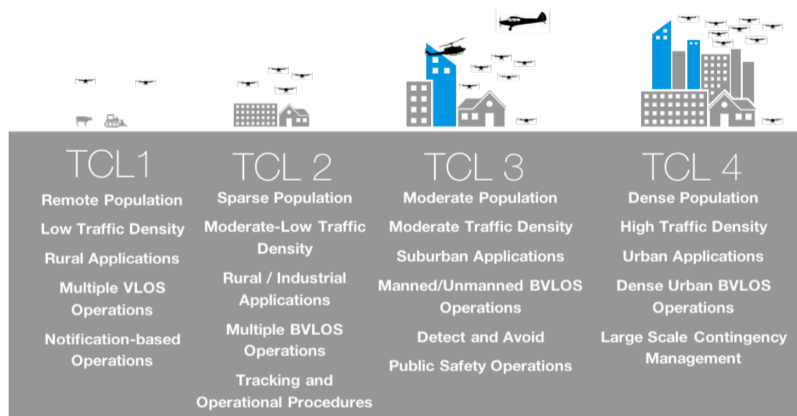 TCL1
Remote Population
Low Traffic Density
Rural Applications
Multiple VLOS
Operations
Notification-based
Operations
TCL 2
Sparse Population
Moderate-Low Traffic
Density
Rural / Industrial
Applications
Multiple BVLOS
Operations
Tracking and
Operational Procedures
TCL 3
Moderate Population
Moderate Traffic Density
Suburban Applications
Manned/Unmanned BVLOS
Operations
Detect and Avoid
Public Safety Operations
TCL 4
Dense Population
High Traffic Density
Urban Applications
Dense Urban BVLOS
Operations
Large Scale Contingency
Management